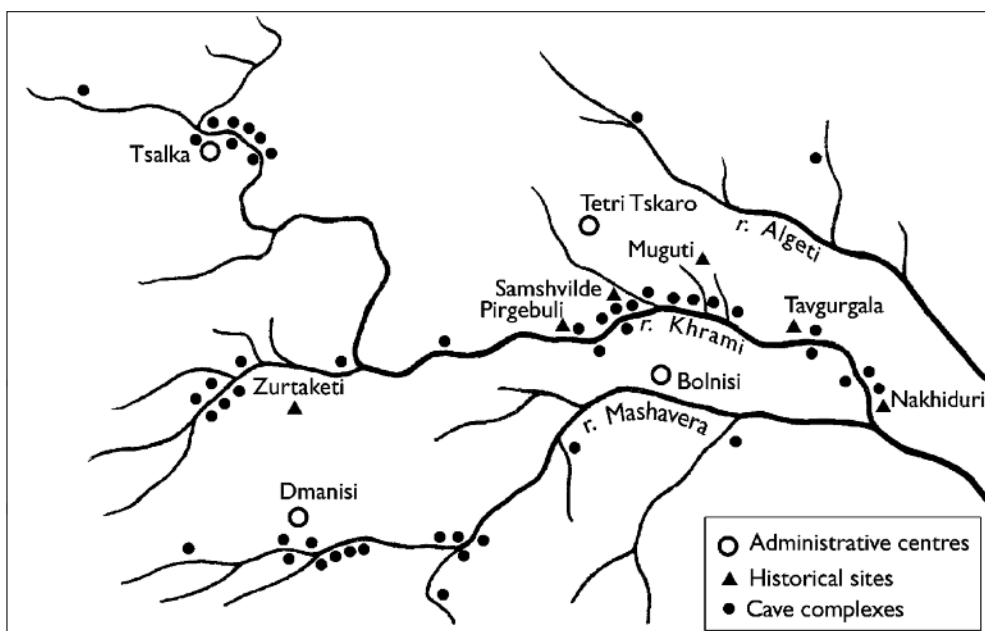 Tsalka
Tetri Tskaro
r. Algeti
Muguti
Samshvilde
Pirgebuli
Tavgurgala
r. Khrami
Zurtaketi
Bolnisi
Nakhiduri
r. Mashavera
Dmanisi
Administrative centres
Historical sites
Cave complexes